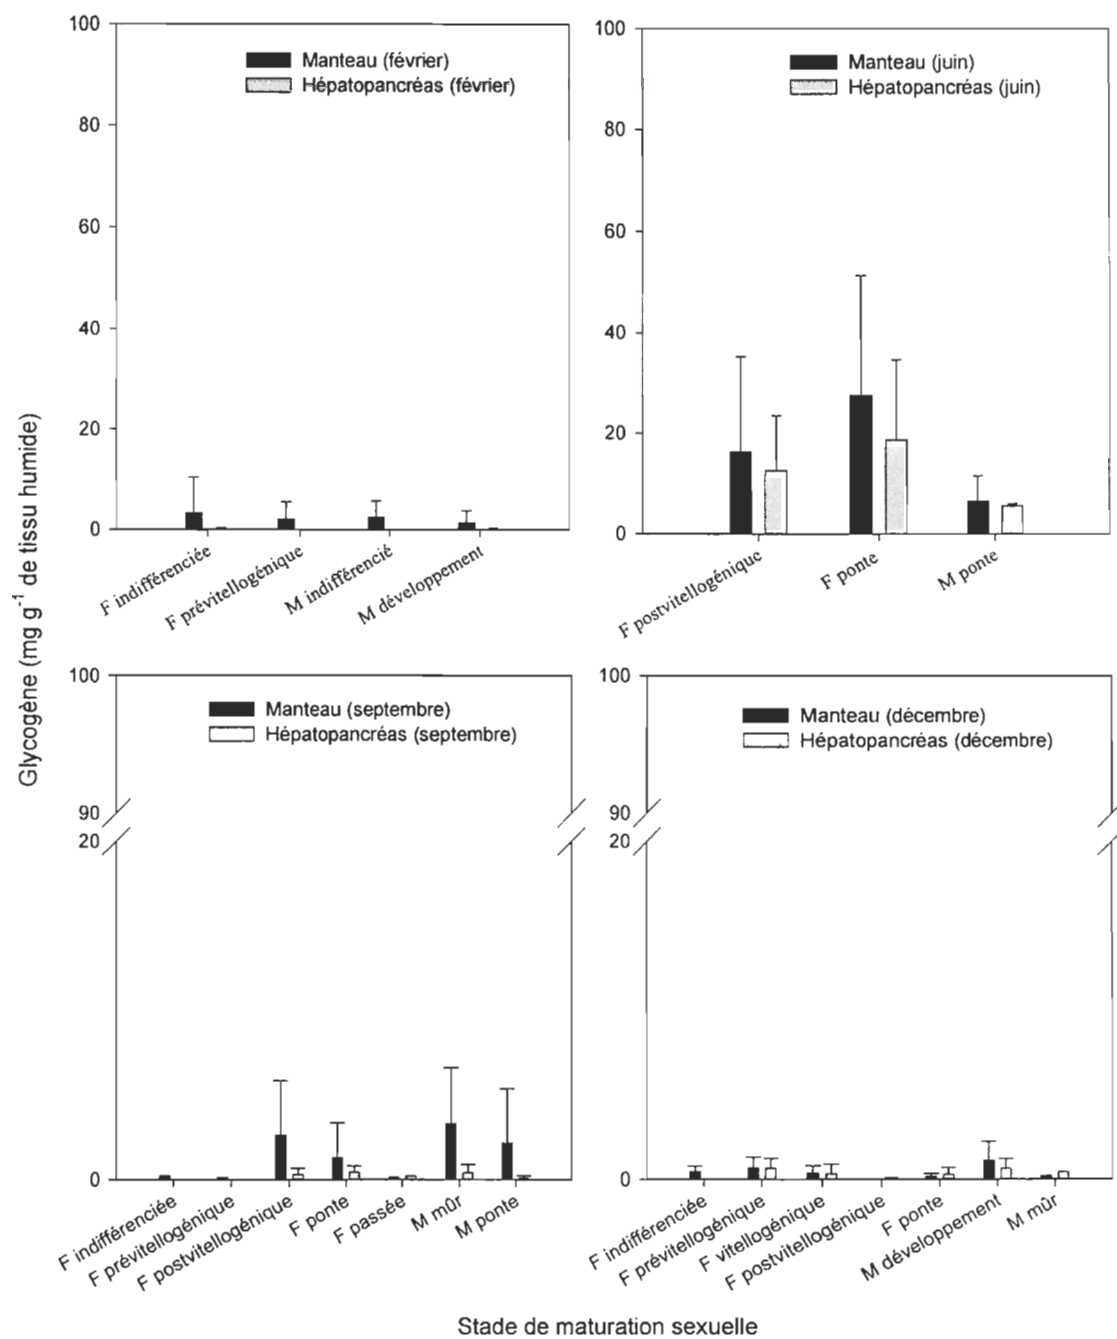 Glycogène (mg g⁻¹ de tissu humide)
100
80
60
40
20
0
Manteau (février)
Hépatopancréas (février)
F indifférenciée
F prévitellogénique
M indifférencié
M développement
100
80
60
40
20
0
Manteau (juin)
Hépatopancréas (juin)
F postvitellogénique
F ponte
M ponte
100
90
20
0
Manteau (septembre)
Hépatopancréas (septembre)
F indifférenciée
F prévitellogénique
F postvitellogénique
F ponte
F passée
M mûr
M ponte
100
90
20
0
Manteau (décembre)
Hépatopancréas (décembre)
F indifférenciée
F prévitellogénique
F vitellogénique
F postvitellogénique
F ponte
M développement
M mûr
Stade de maturation sexuelle